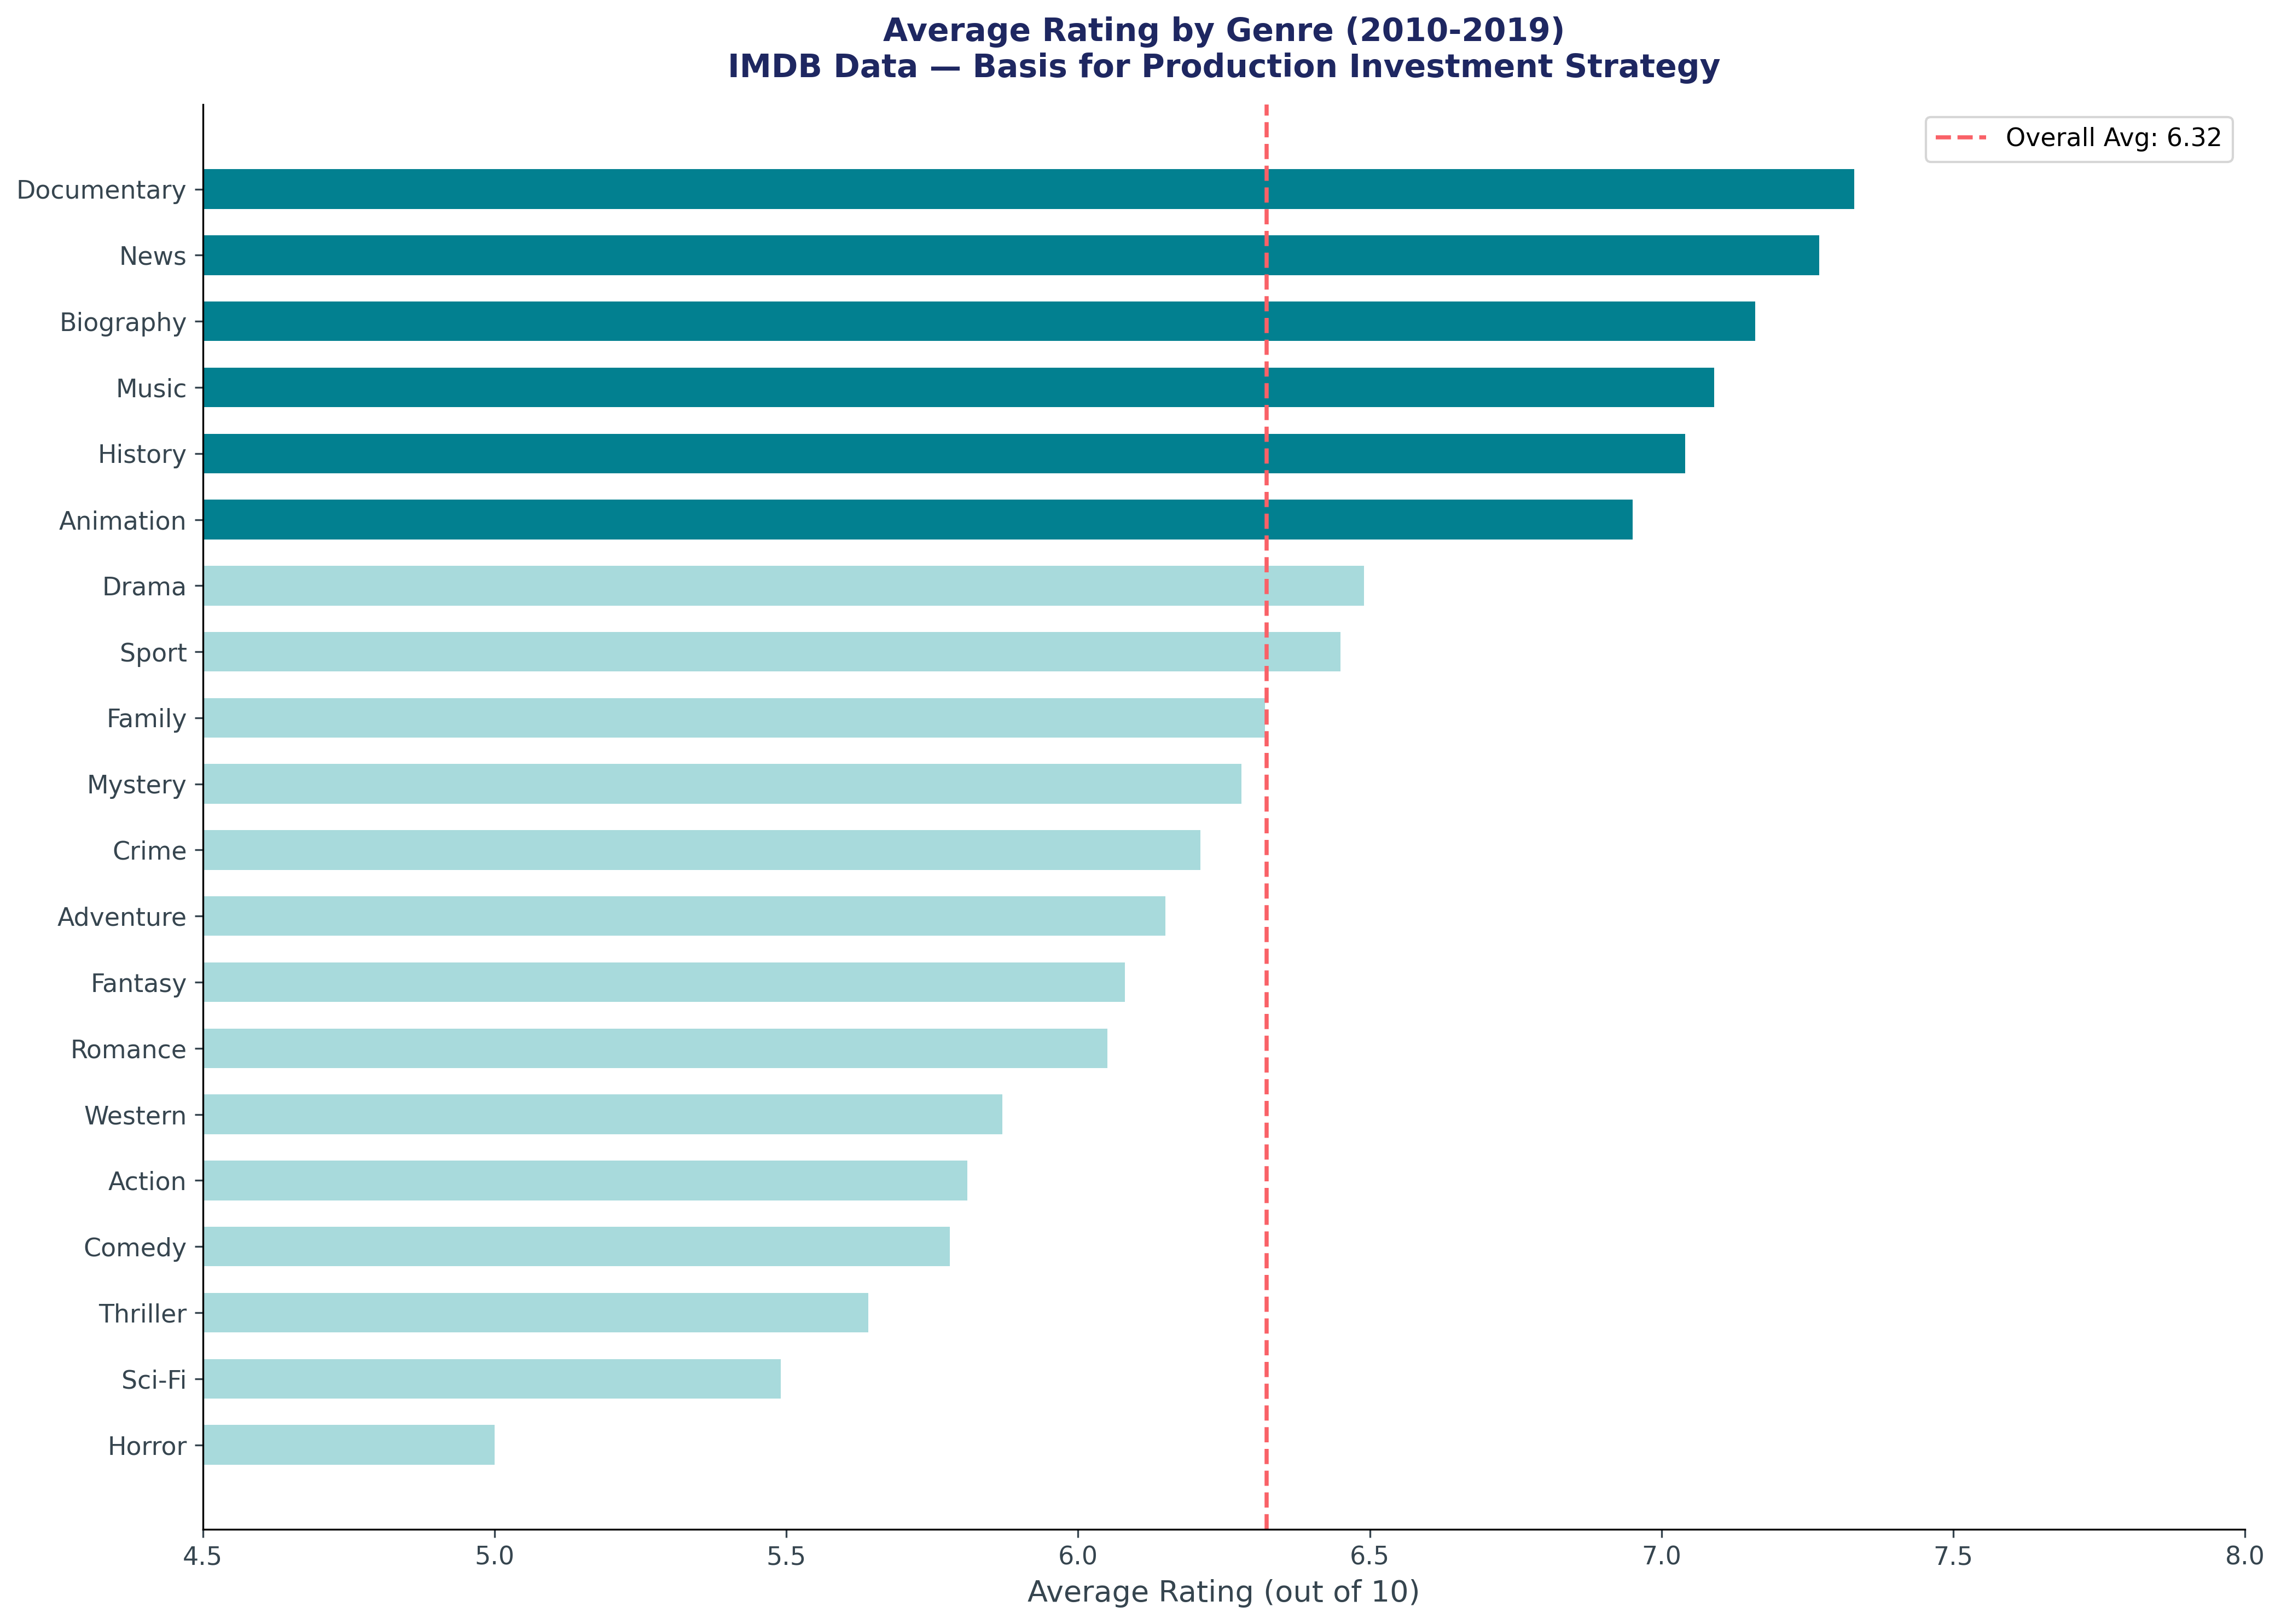 Average Rating by Genre (2010-2019)
IMDB Data — Basis for Production Investment Strategy
Overall Avg: 6.32
Documentary
News
Biography
Music
History
Animation
Drama
Sport
Family
Mystery
Crime
Adventure
Fantasy
Romance
Western
Action
Comedy
Thriller
Sci-Fi
Horror
4.5 5.0 5.5 6.0 6.5 7.0 7.5 8.0
Average Rating (out of 10)